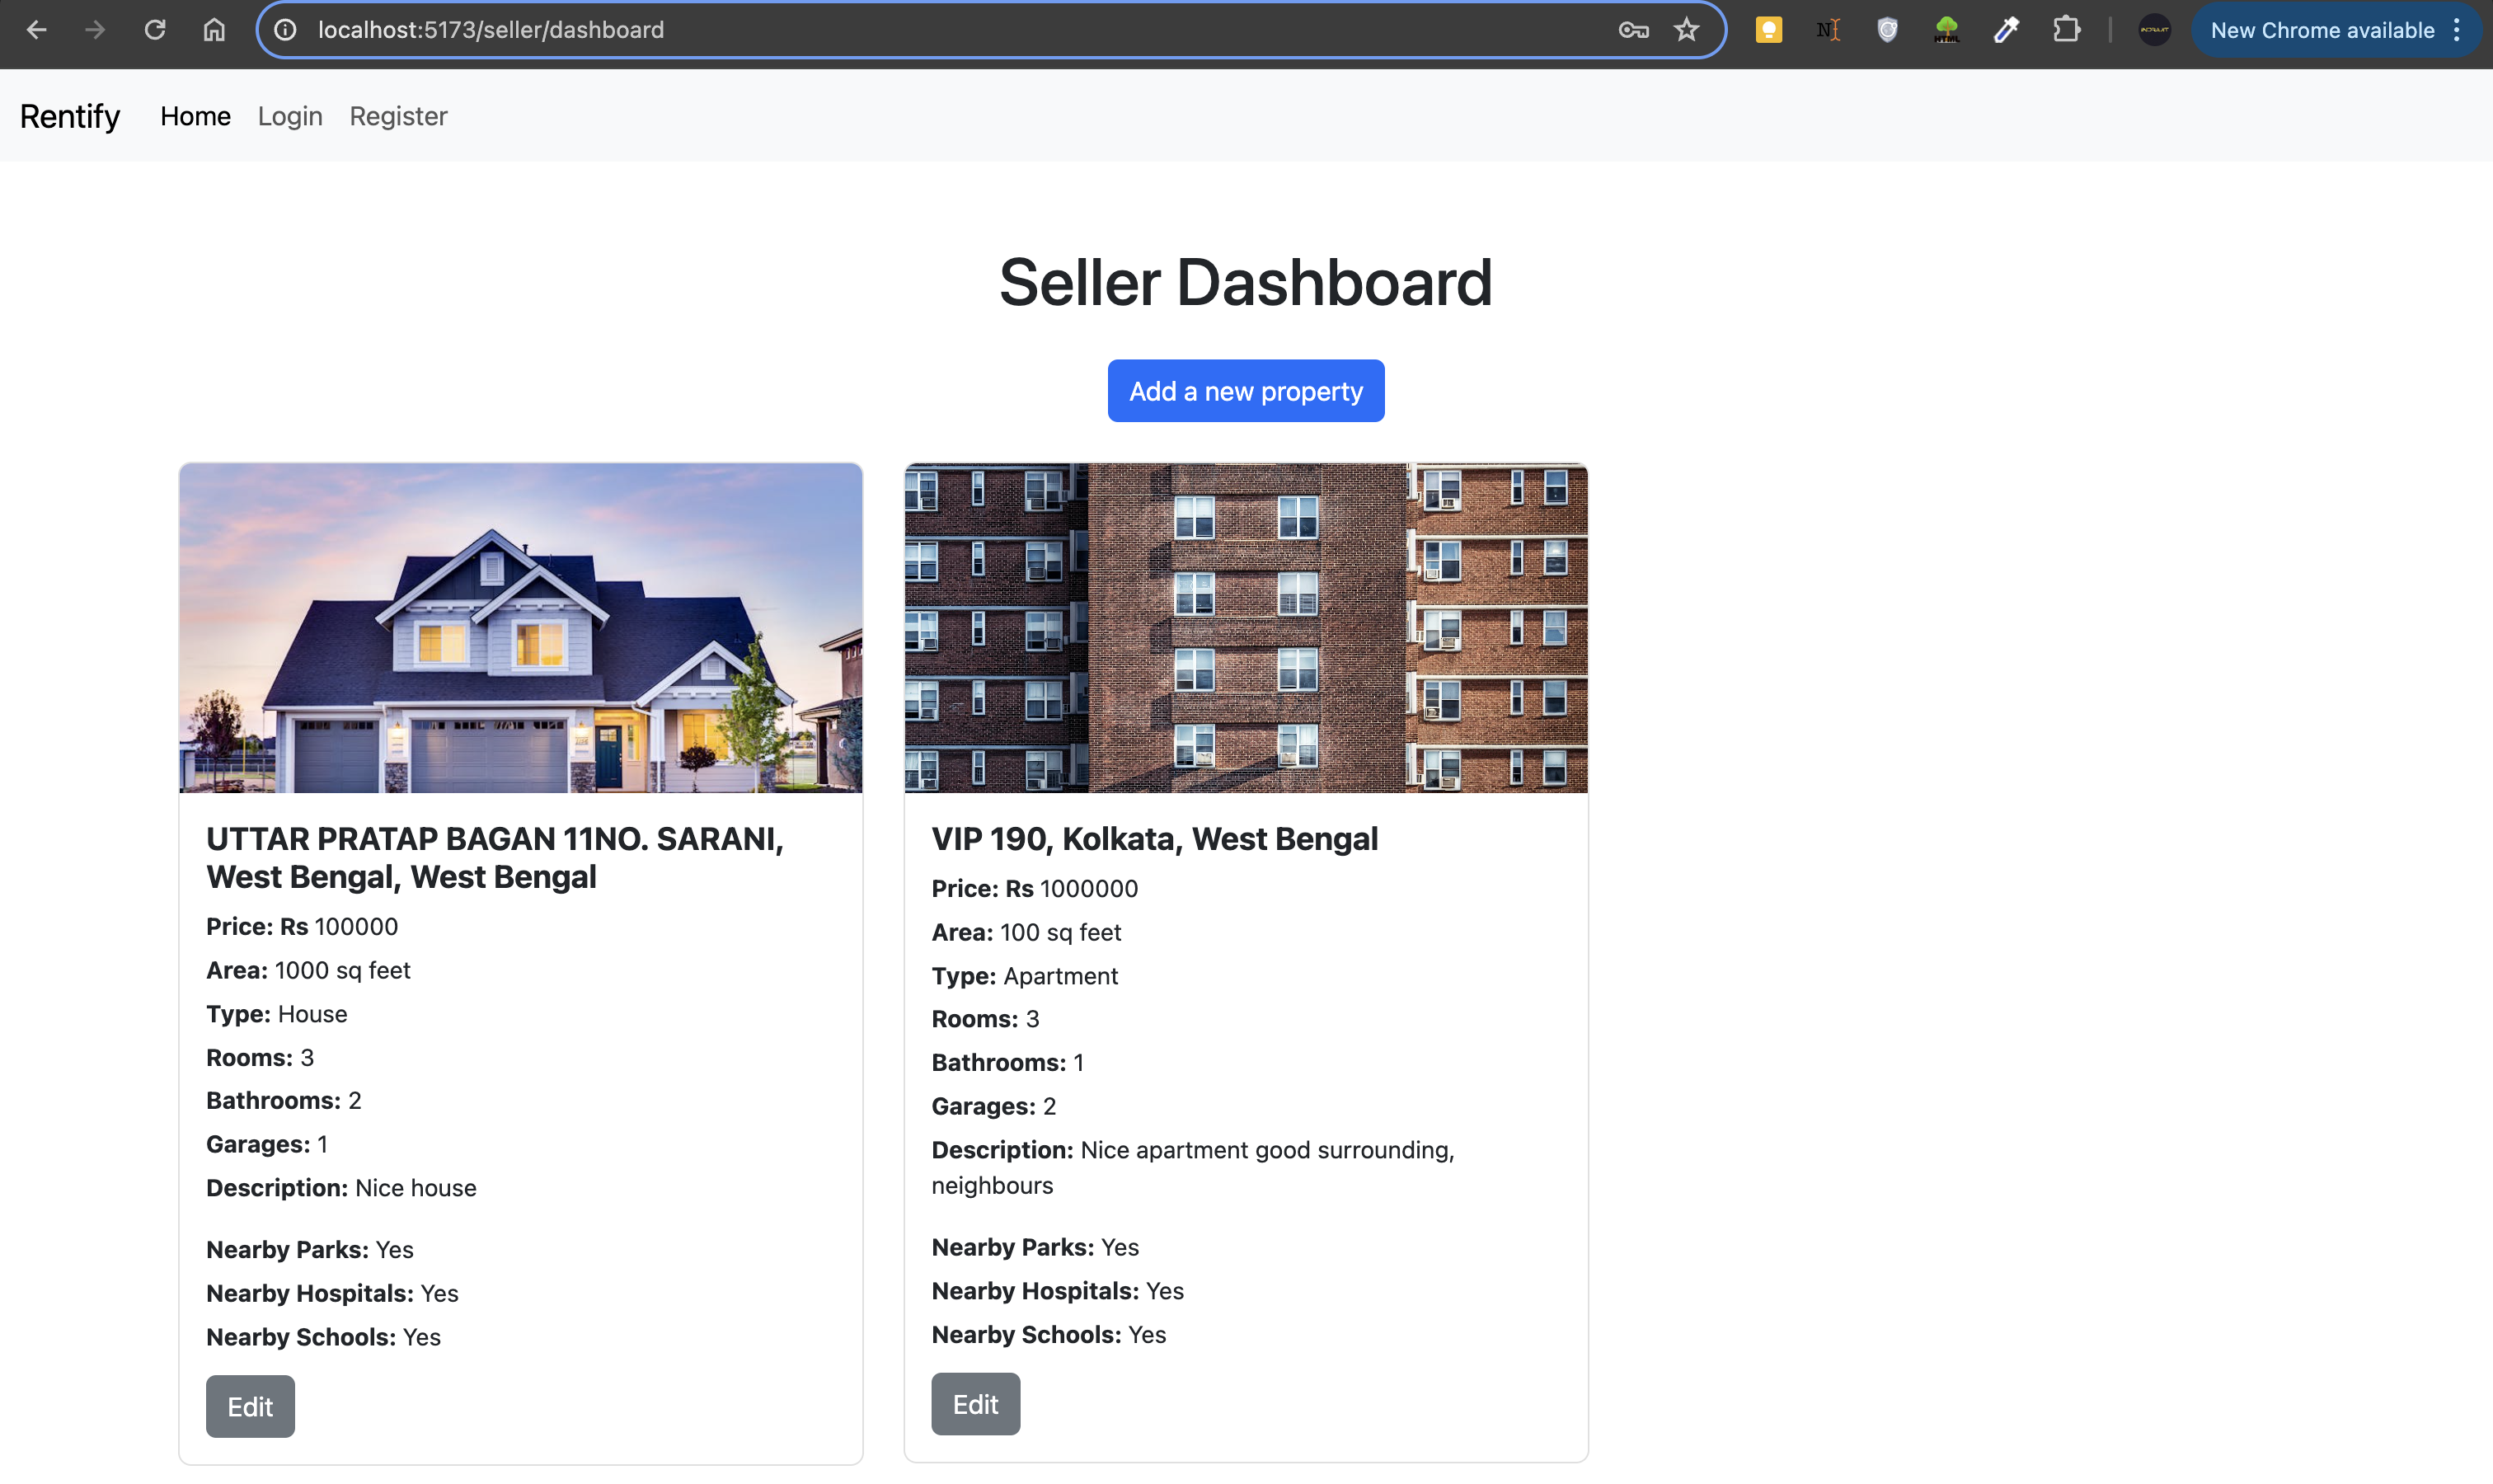 localhost:5173/seller/dashboard
New Chrome available
Rentify Home Login Register
Seller Dashboard
Add a new property
UTTAR PRATAP BAGAN 11NO. SARANI,
West Bengal, West Bengal
Price: Rs 100000
Area: 1000 sq feet
Type: House
Rooms: 3
Bathrooms: 2
Garages: 1
Description: Nice house
Nearby Parks: Yes
Nearby Hospitals: Yes
Nearby Schools: Yes
Edit
VIP 190, Kolkata, West Bengal
Price: Rs 1000000
Area: 100 sq feet
Type: Apartment
Rooms: 3
Bathrooms: 1
Garages: 2
Description: Nice apartment good surrounding,
neighbours
Nearby Parks: Yes
Nearby Hospitals: Yes
Nearby Schools: Yes
Edit